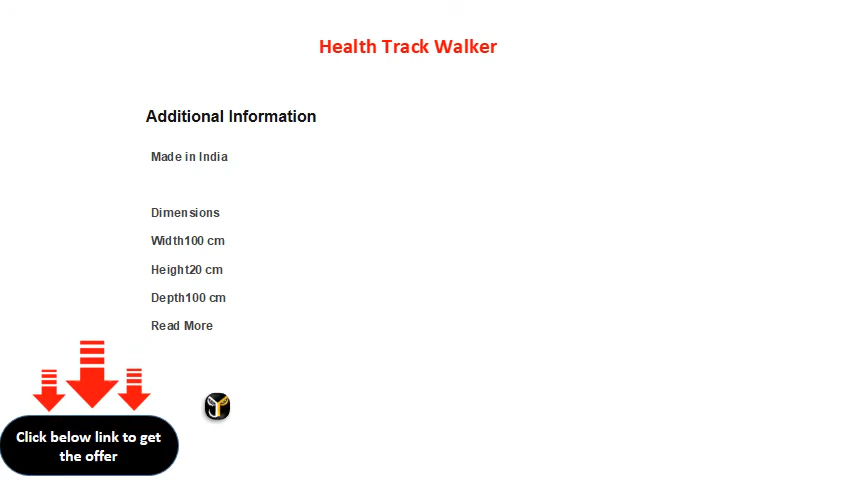 Health Track Walker
Additional Information
Made in India
Dimensions
Width100 cm
Height20 cm
Depth100 cm
Read More
Click below link to get
the offer